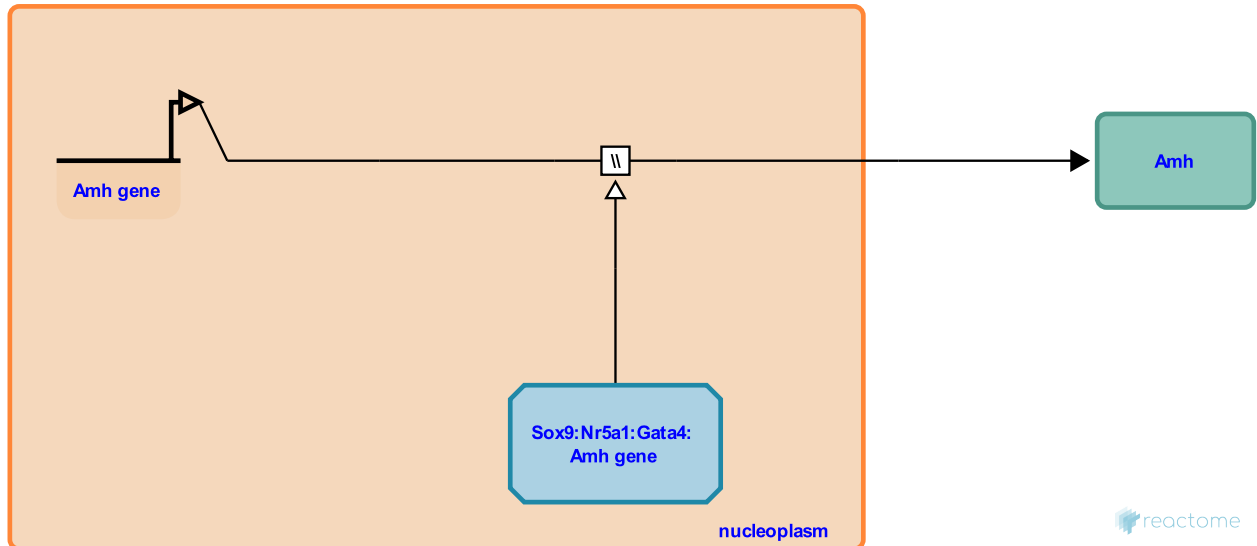 Amh gene
\\
Amh
Sox9:Nr5a1:Gata4:
Amh gene
nucleoplasm
reactome